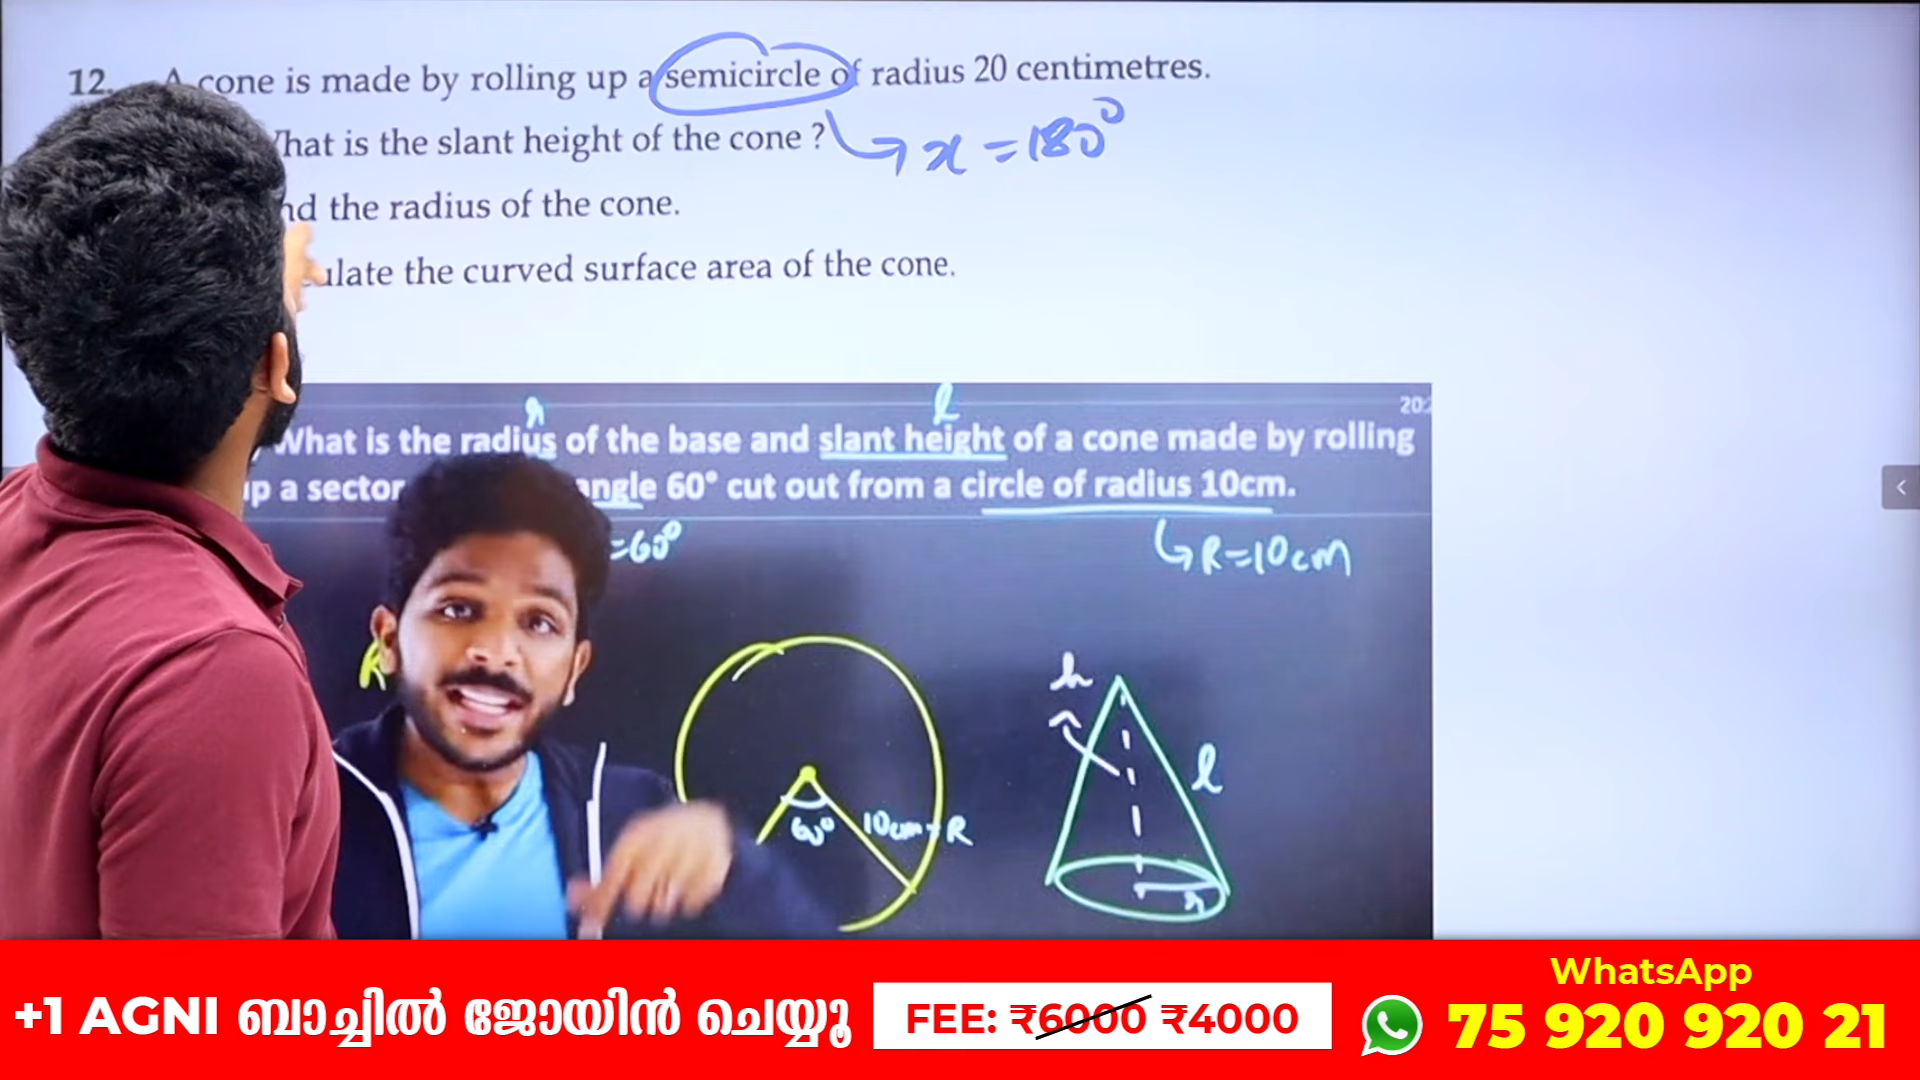 12. A cone is made by rolling up a semicircle of radius 20 centimetres.
hat is the slant height of the cone ?
x = 180°
nd the radius of the cone.
ulate the curved surface area of the cone.
r
l
20:
What is the radius of the base and slant height of a cone made by rolling
up a sector angle 60° cut out from a circle of radius 10cm.
=60°
R=10cm
R
h
l
60°
10cm=R
r
+1 AGNI ബാച്ചിൽ ജോയിൻ ചെയ്യൂ
FEE: ₹6000 ₹4000
WhatsApp
75 920 920 21